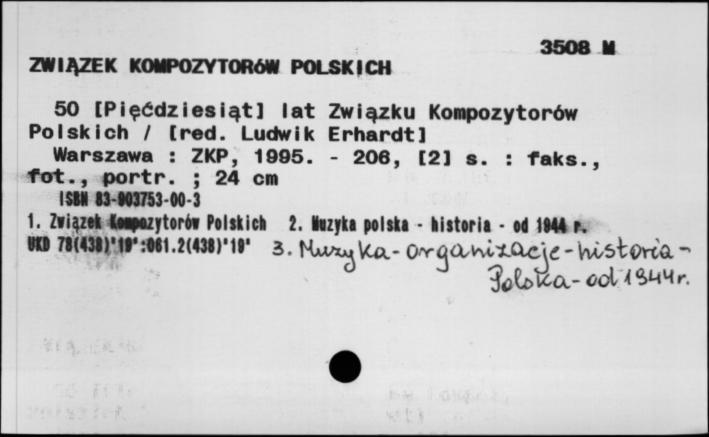 3508 M
ZWIĄZEK KOMPOZYTORÓW POLSKICH
50 [Pięćdziesiąt] lat Związku Kompozytorów
Polskich / [red. Ludwik Erhardt]
Warszawa : ZKP, 1995. - 206, [2] s. : faks.,
fot., portr. ; 24 cm
ISBN 83-903753-00-3
1. Związek Kompozytorów Polskich 2. Muzyka polska - historia - od 1944 r.
UKD 78(438)"19":061.2(438)"19" 3. Muzyka - organizacje - historia -
Polska - od 1944 r.